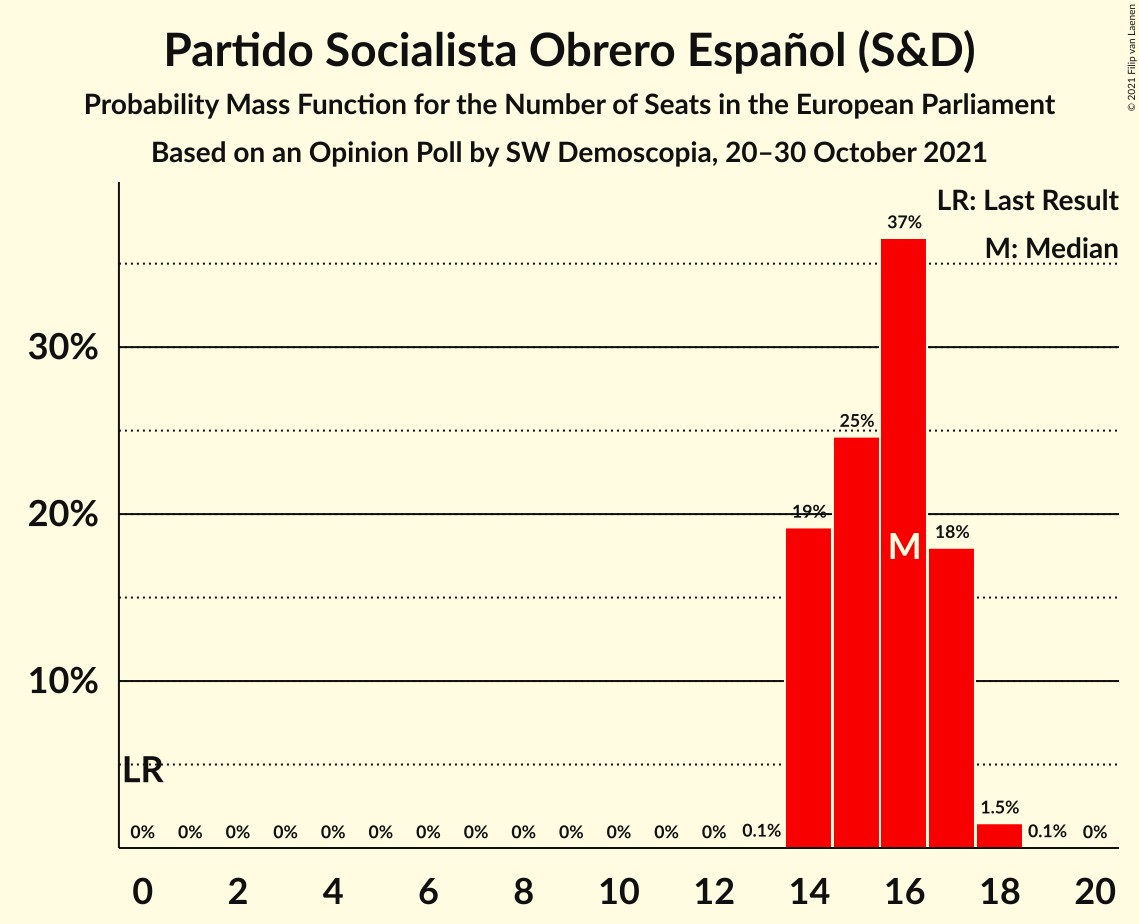 © 2021 Filip van Laenen
Partido Socialista Obrero Español (S&D)
Probability Mass Function for the Number of Seats in the European Parliament
Based on an Opinion Poll by SW Demoscopia, 20–30 October 2021
LR: Last Result
M: Median
37%
30%
25%
20%
19%
18%
M
10%
LR
1.5%
0% 0% 0% 0% 0% 0% 0% 0% 0% 0% 0% 0% 0% 0.1% 0.1% 0%
0 2 4 6 8 10 12 14 16 18 20